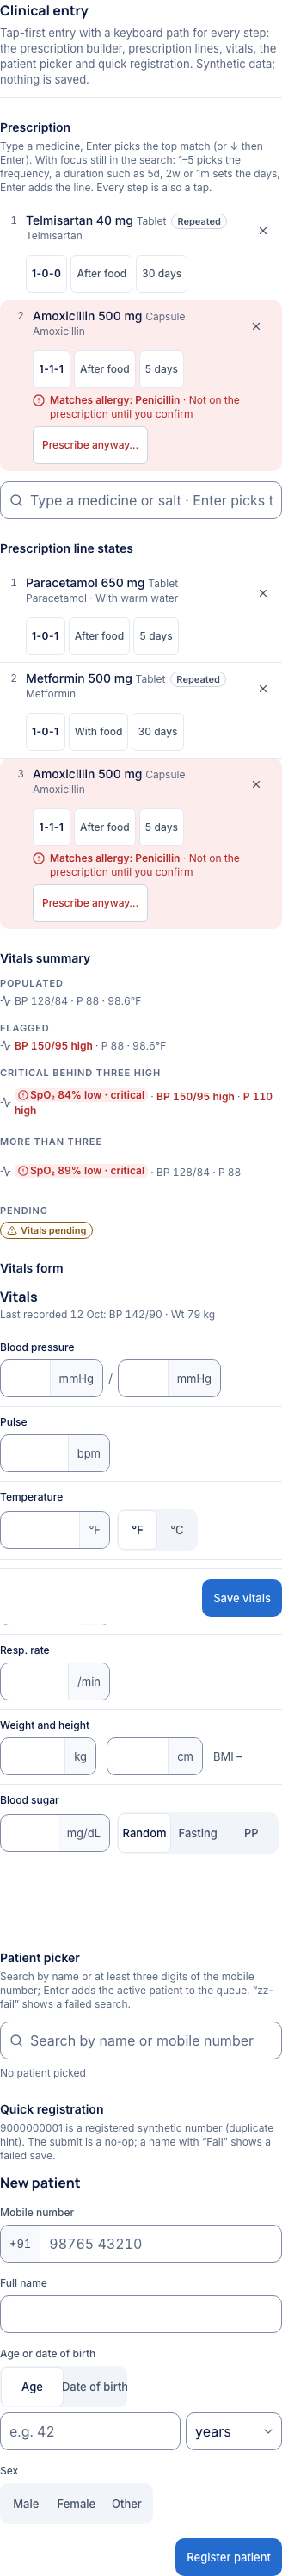 Clinical entry
Tap-first entry with a keyboard path for every step:
the prescription builder, prescription lines, vitals, the
patient picker and quick registration. Synthetic data;
nothing is saved.
Prescription
Type a medicine, Enter picks the top match (or ↓ then
Enter). With focus still in the search: 1–5 picks the
frequency, a duration such as 5d, 2w or 1m sets the days,
Enter adds the line. Every step is also a tap.
1 Telmisartan 40 mg Tablet Repeated ×
Telmisartan
1-0-0 After food 30 days
2 Amoxicillin 500 mg Capsule ×
Amoxicillin
1-1-1 After food 5 days
Matches allergy: Penicillin · Not on the
prescription until you confirm
Prescribe anyway...
Type a medicine or salt · Enter picks t
Prescription line states
1 Paracetamol 650 mg Tablet ×
Paracetamol · With warm water
1-0-1 After food 5 days
2 Metformin 500 mg Tablet Repeated ×
Metformin
1-0-1 With food 30 days
3 Amoxicillin 500 mg Capsule ×
Amoxicillin
1-1-1 After food 5 days
Matches allergy: Penicillin · Not on the
prescription until you confirm
Prescribe anyway...
Vitals summary
POPULATED
BP 128/84 · P 88 · 98.6°F
FLAGGED
BP 150/95 high · P 88 · 98.6°F
CRITICAL BEHIND THREE HIGH
SpO₂ 84% low · critical · BP 150/95 high · P 110
high
MORE THAN THREE
SpO₂ 89% low · critical · BP 128/84 · P 88
PENDING
Vitals pending
Vitals form
Vitals
Last recorded 12 Oct: BP 142/90 · Wt 79 kg
Blood pressure
mmHg / mmHg
Pulse
bpm
Temperature
°F °F °C
Save vitals
Resp. rate
/min
Weight and height
kg cm BMI –
Blood sugar
mg/dL Random Fasting PP
Patient picker
Search by name or at least three digits of the mobile
number; Enter adds the active patient to the queue. "zz-
fail" shows a failed search.
Search by name or mobile number
No patient picked
Quick registration
9000000001 is a registered synthetic number (duplicate
hint). The submit is a no-op; a name with "Fail" shows a
failed save.
New patient
Mobile number
+91 98765 43210
Full name
Age or date of birth
Age Date of birth
e.g. 42 years
Sex
Male Female Other
Register patient